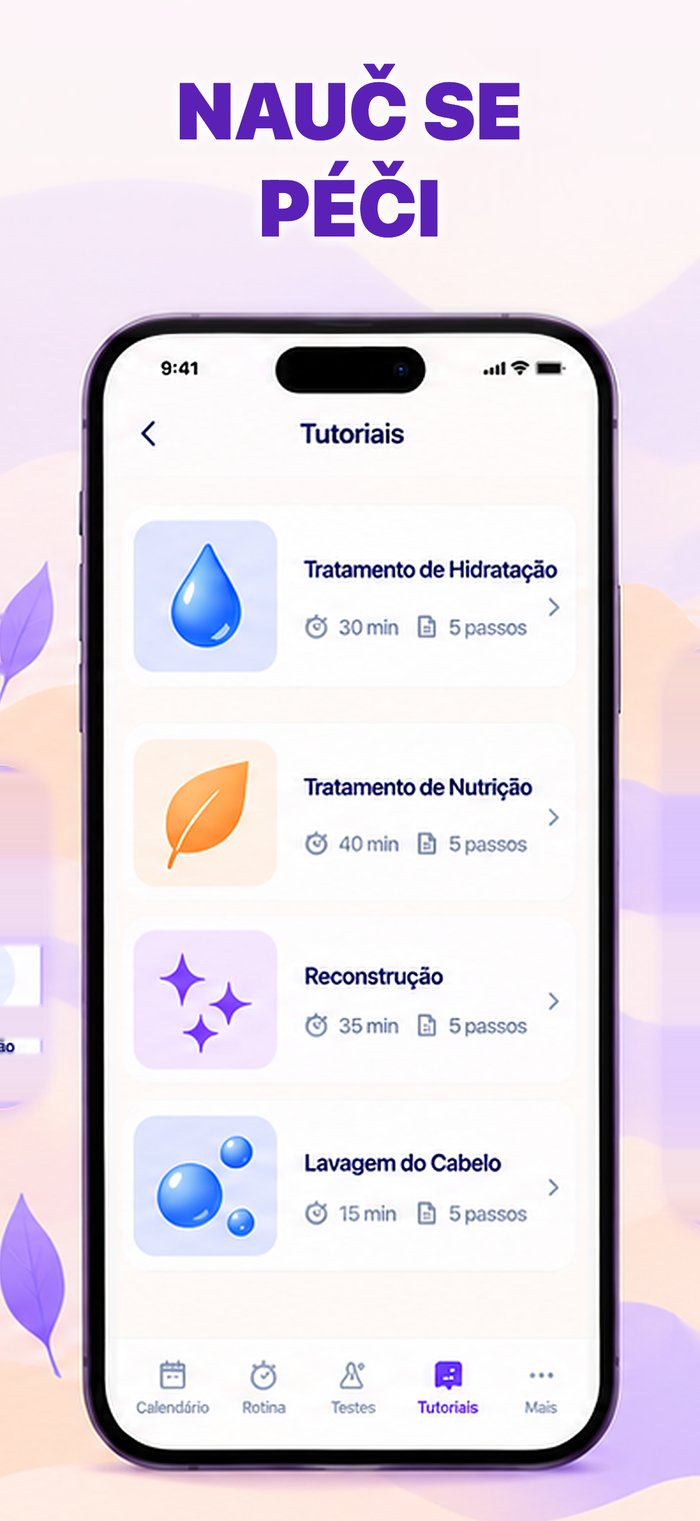 NAUČ SE
PÉČI
9:41
Tutoriais
Tratamento de Hidratação
30 min 5 passos
Tratamento de Nutrição
40 min 5 passos
Reconstrução
35 min 5 passos
Lavagem do Cabelo
15 min 5 passos
ão
Calendário Rotina Testes Tutoriais Mais